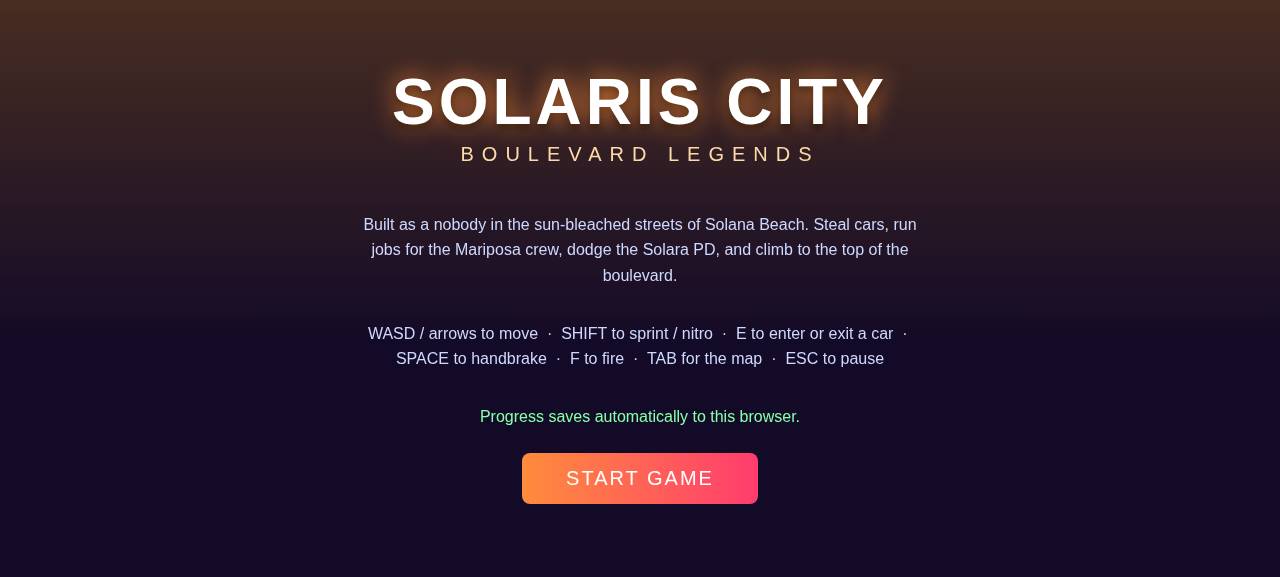 SOLARIS CITY
BOULEVARD LEGENDS
Built as a nobody in the sun-bleached streets of Solana Beach. Steal cars, run
jobs for the Mariposa crew, dodge the Solara PD, and climb to the top of the
boulevard.
WASD / arrows to move · SHIFT to sprint / nitro · E to enter or exit a car ·
SPACE to handbrake · F to fire · TAB for the map · ESC to pause
Progress saves automatically to this browser.
START GAME